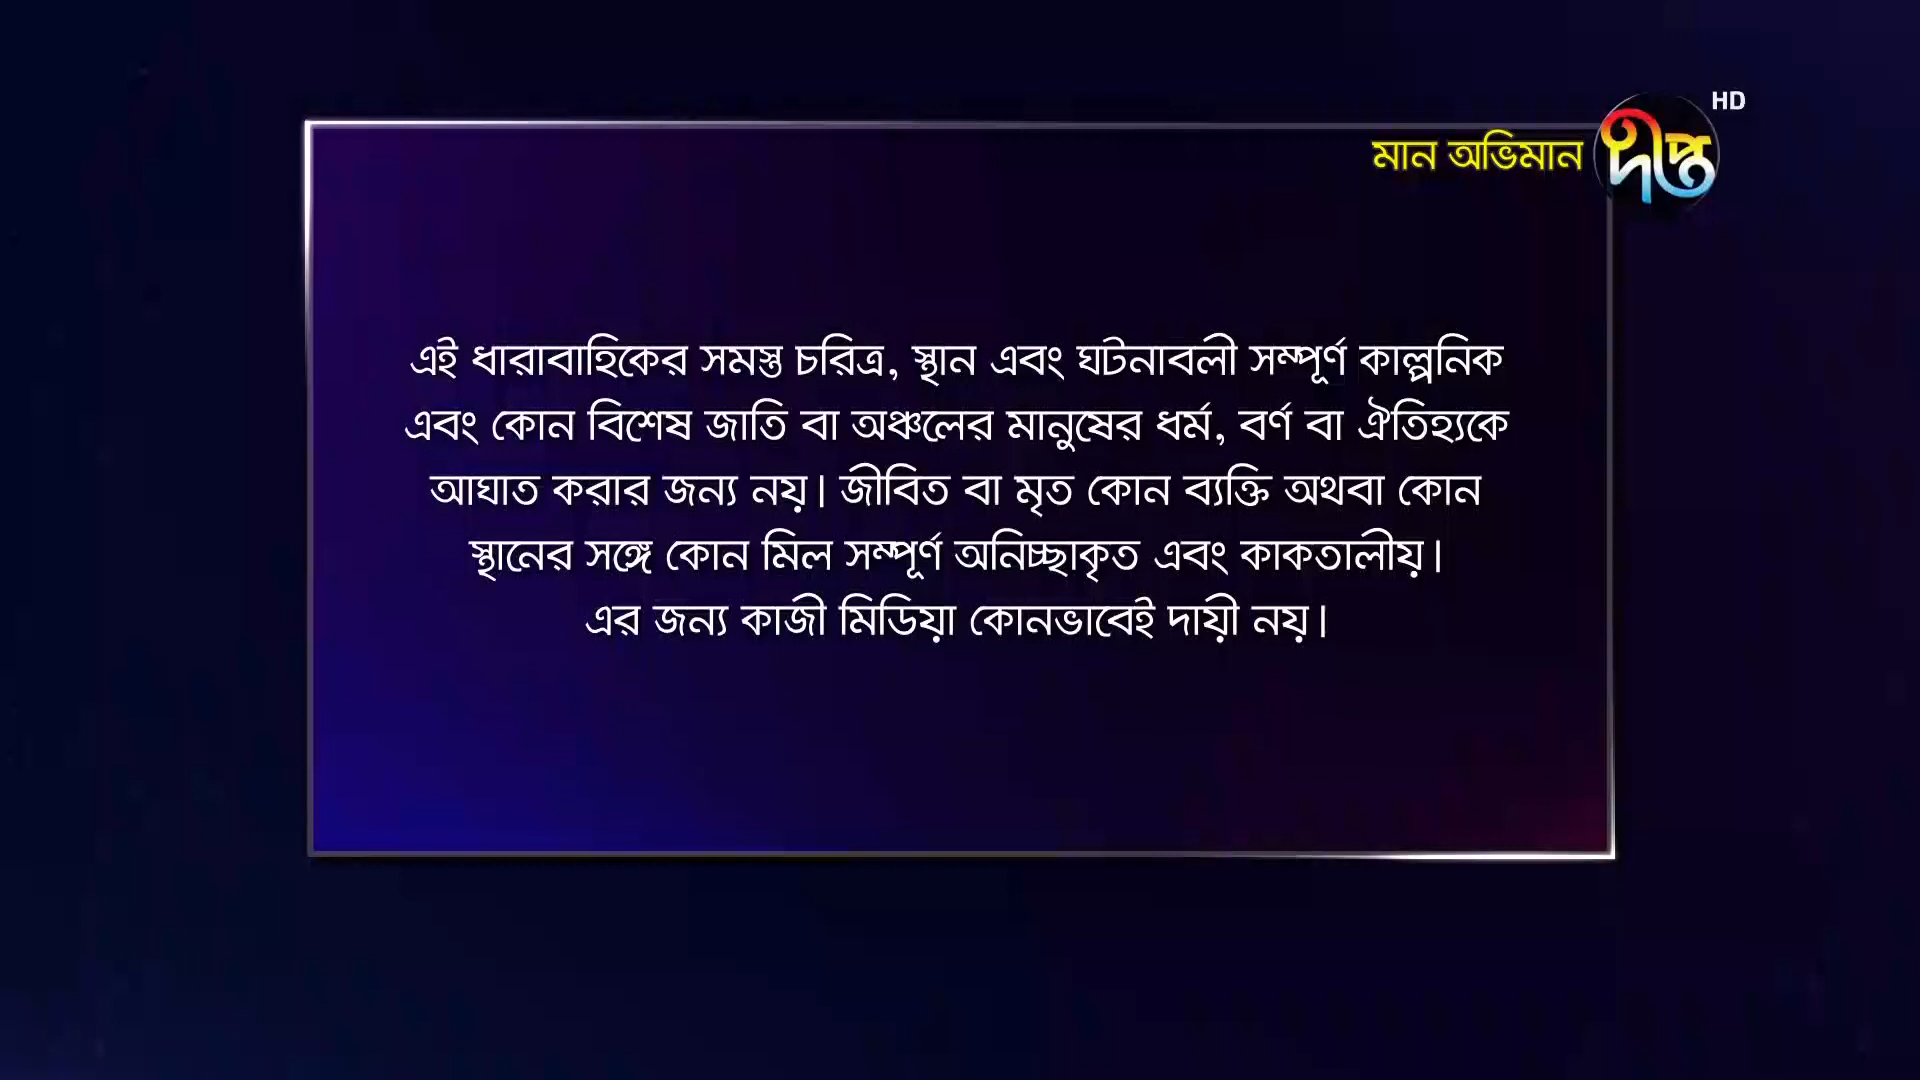 HD
মান অভিমান
দীপ্ত
এই ধারাবাহিকের সমস্ত চরিত্র, স্থান এবং ঘটনাবলী সম্পূর্ণ কাল্পনিক
এবং কোন বিশেষ জাতি বা অঞ্চলের মানুষের ধর্ম, বর্ণ বা ঐতিহ্যকে
আঘাত করার জন্য নয়। জীবিত বা মৃত কোন ব্যক্তি অথবা কোন
স্থানের সঙ্গে কোন মিল সম্পূর্ণ অনিচ্ছাকৃত এবং কাকতালীয়।
এর জন্য কাজী মিডিয়া কোনভাবেই দায়ী নয়।